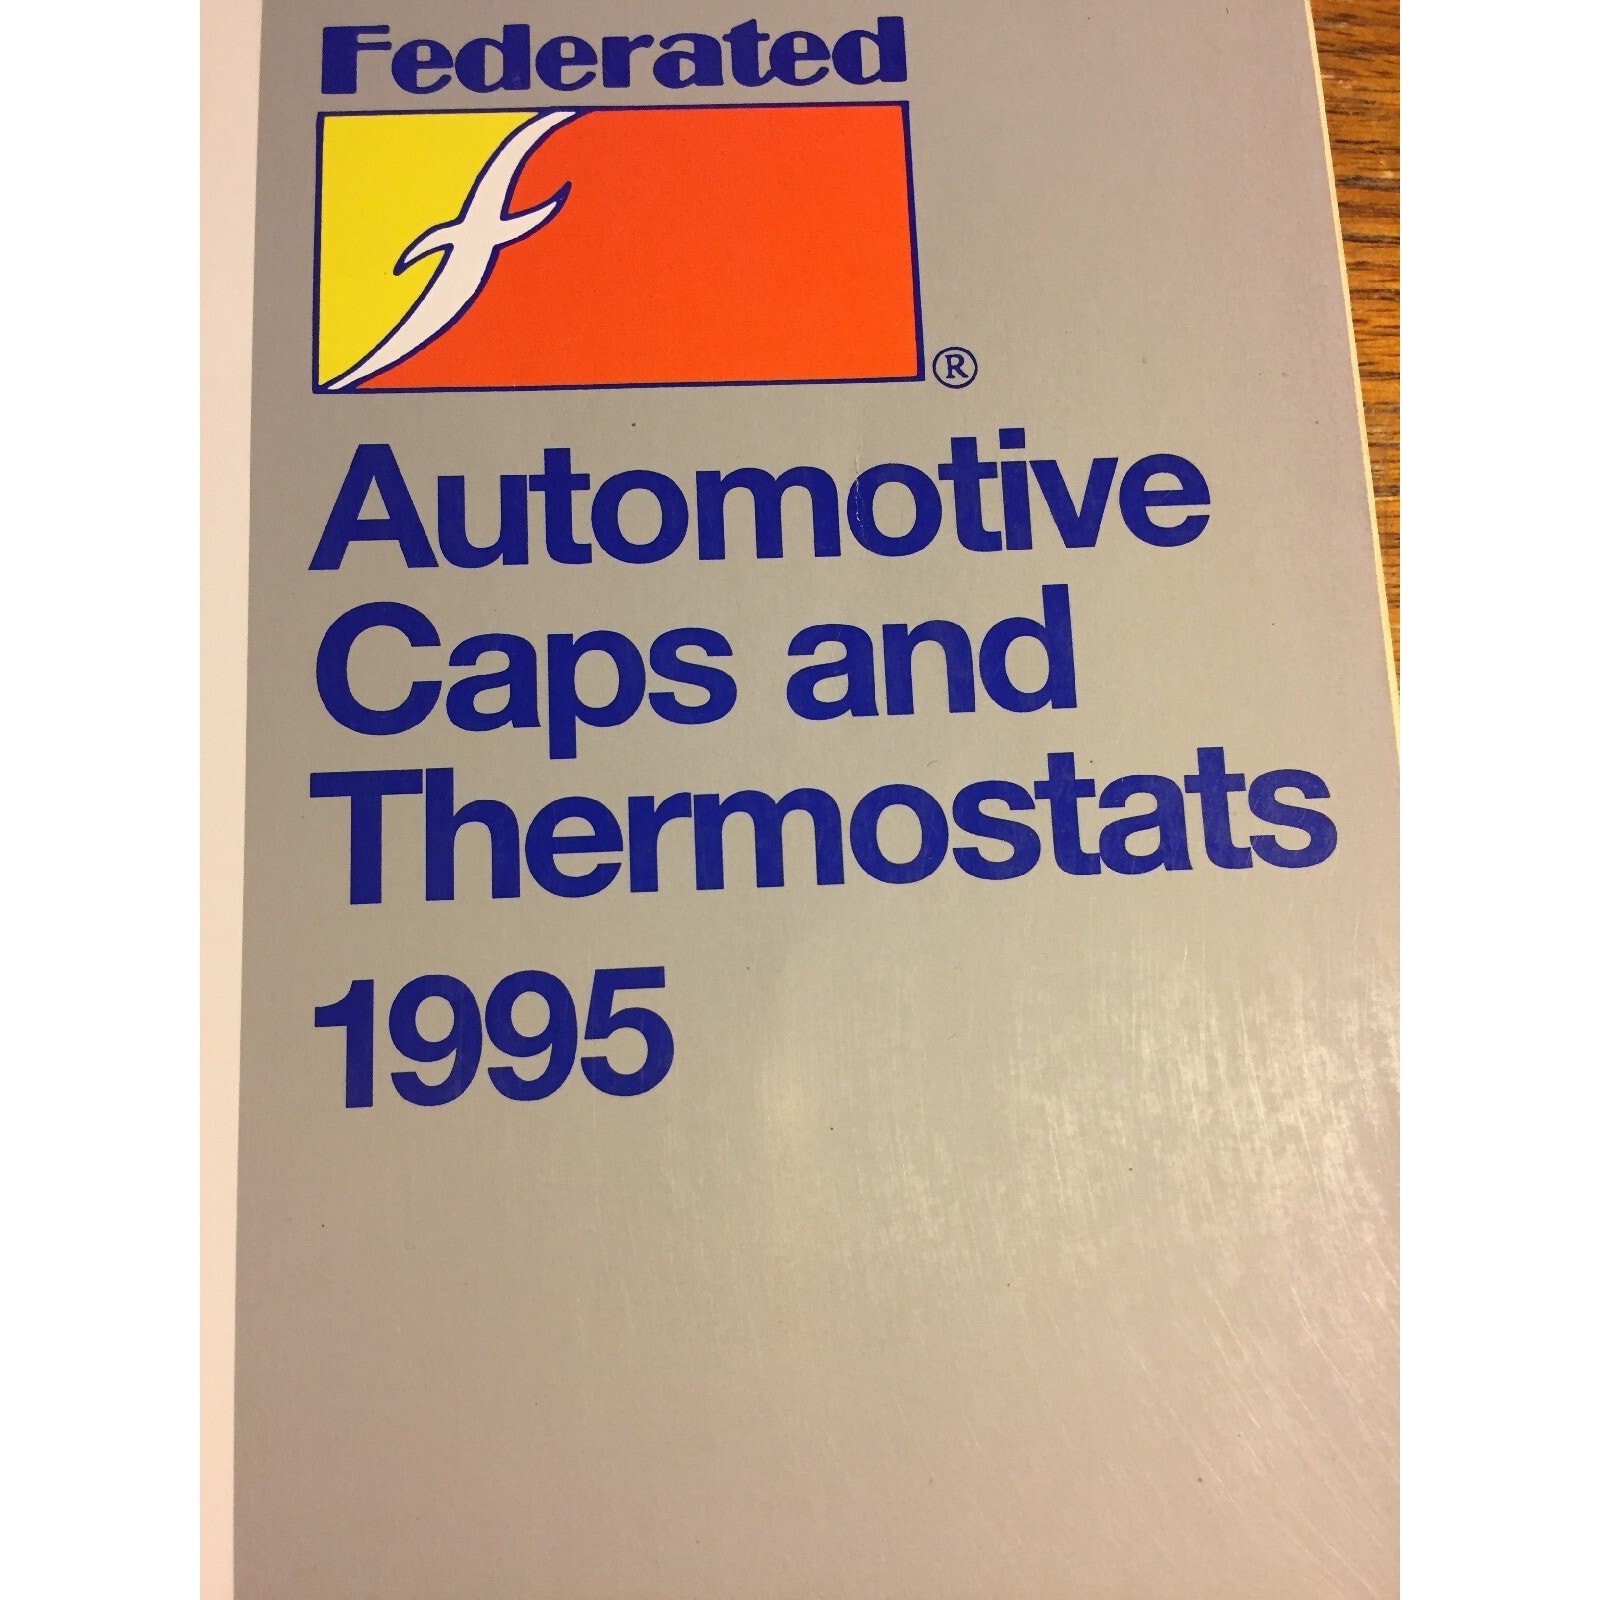 Federated
f
®
Automotive
Caps and
Thermostats
1995